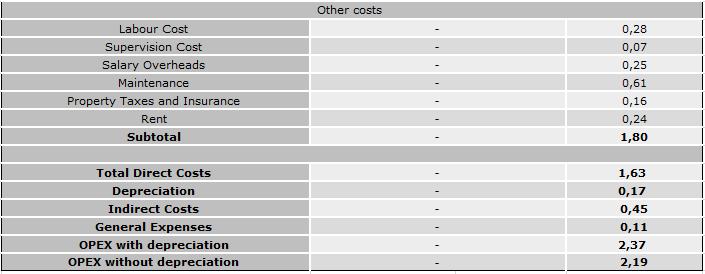 Other costs
Labour Cost - 0,28
Supervision Cost - 0,07
Salary Overheads - 0,25
Maintenance - 0,61
Property Taxes and Insurance - 0,16
Rent - 0,24
Subtotal - 1,80
Total Direct Costs - 1,63
Depreciation - 0,17
Indirect Costs - 0,45
General Expenses - 0,11
OPEX with depreciation - 2,37
OPEX without depreciation - 2,19